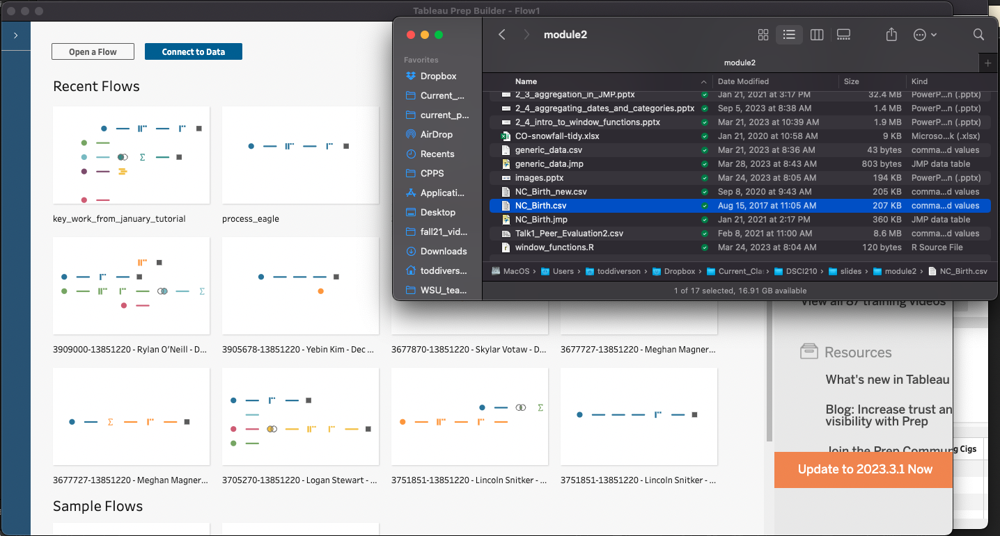 Tableau Prep Builder - Flow1
Open a Flow
Connect to Data
Recent Flows
key_work_from_january_tutorial
process_eagle
3909000-13851220 - Rylan O'Neill - D...
3905678-13851220 - Yebin Kim - Dec ...
3677870-13851220 - Skylar Votaw - D...
3677727-13851220 - Meghan Magner...
3677727-13851220 - Meghan Magner...
3705270-13851220 - Logan Stewart - ...
3751851-13851220 - Lincoln Snitker - ...
3751851-13851220 - Lincoln Snitker - ...
Sample Flows
module2
Favorites
Dropbox
Current_...
current_p...
AirDrop
Recents
CPPS
Applicati...
Desktop
fall21_vid...
Downloads
toddivers...
WSU_tea...
module2
Name Date Modified Size Kind
2_3_aggregation_in_JMP.pptx Jan 21, 2021 at 3:17 PM 32.4 MB PowerP...n (.pptx)
2_4_aggregating_dates_and_categories.pptx Sep 5, 2023 at 8:38 AM 1.4 MB PowerP...n (.pptx)
2_4_intro_to_window_functions.pptx Mar 21, 2023 at 10:39 AM 1.9 MB PowerP...n (.pptx)
CO-snowfall-tidy.xlsx Jan 21, 2020 at 10:58 AM 9 KB Microso...k (.xlsx)
generic_data.csv Mar 21, 2023 at 8:36 AM 43 bytes comma...d values
generic_data.jmp Mar 28, 2023 at 8:43 AM 803 bytes JMP data table
images.pptx Mar 24, 2023 at 8:05 AM 194 KB PowerP...n (.pptx)
NC_Birth_new.csv Sep 8, 2020 at 9:43 AM 205 KB comma...d values
NC_Birth.csv Aug 15, 2017 at 11:05 AM 207 KB comma...d values
NC_Birth.jmp Jan 21, 2021 at 2:17 PM 360 KB JMP data table
Talk1_Peer_Evaluation2.csv Feb 8, 2021 at 11:00 AM 8.6 MB comma...d values
window_functions.R Mar 24, 2023 at 8:04 AM 120 bytes R Source File
MacOS › Users › toddiverson › Dropbox › Current_Cla › DSCI210 › slides › module2 › NC_Birth.csv
1 of 17 selected, 16.91 GB available
View all 87 training videos
Resources
What's new in Tableau
Blog: Increase trust an
visibility with Prep
Join the Prep Commun
g Cigs
Update to 2023.3.1 Now